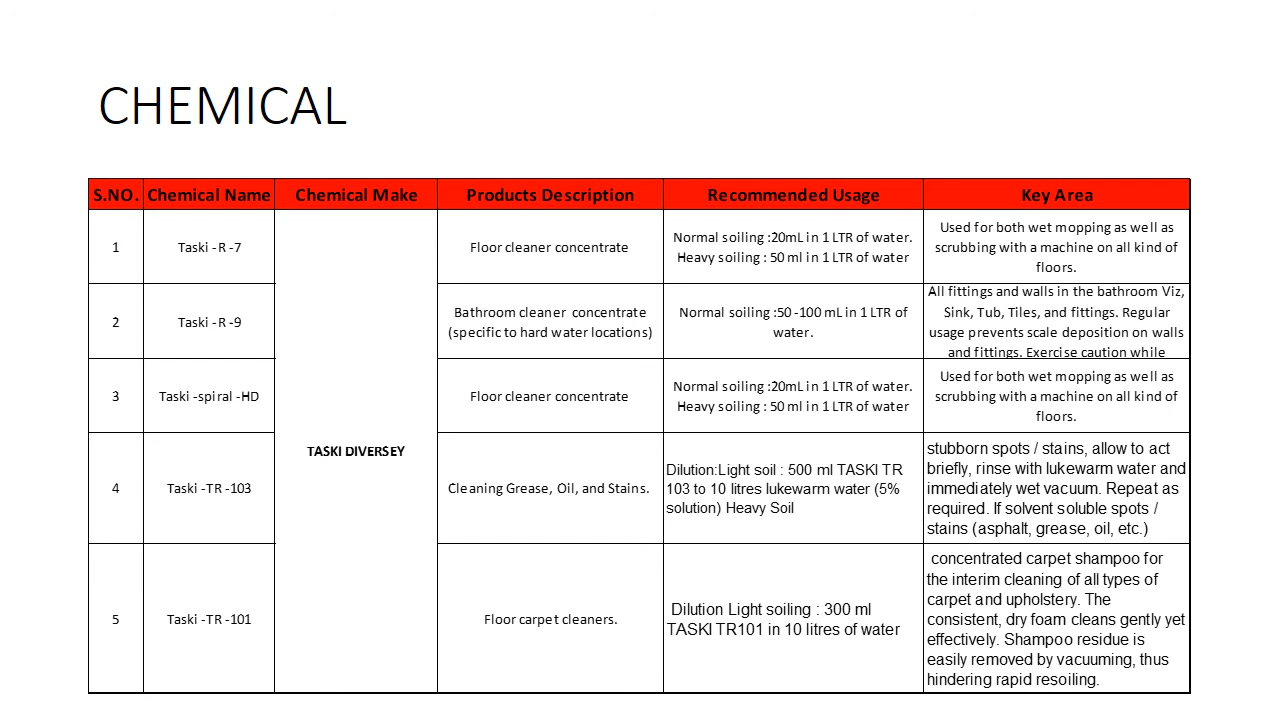 CHEMICAL
S.NO. Chemical Name Chemical Make Products Description Recommended Usage Key Area
1 Taski -R -7 Floor cleaner concentrate
Normal soiling :20mL in 1 LTR of water.
Heavy soiling : 50 ml in 1 LTR of water
Used for both wet mopping as well as
scrubbing with a machine on all kind of
floors.
2 Taski -R -9
Bathroom cleaner concentrate
(specific to hard water locations)
Normal soiling :50 -100 mL in 1 LTR of
water.
All fittings and walls in the bathroom Viz,
Sink, Tub, Tiles, and fittings. Regular
usage prevents scale deposition on walls
and fittings. Exercise caution while
3 Taski -spiral -HD Floor cleaner concentrate
Normal soiling :20mL in 1 LTR of water.
Heavy soiling : 50 ml in 1 LTR of water
Used for both wet mopping as well as
scrubbing with a machine on all kind of
floors.
TASKI DIVERSEY
4 Taski -TR -103 Cleaning Grease, Oil, and Stains.
Dilution:Light soil : 500 ml TASKI TR
103 to 10 litres lukewarm water (5%
solution) Heavy Soil
stubborn spots / stains, allow to act
briefly, rinse with lukewarm water and
immediately wet vacuum. Repeat as
required. If solvent soluble spots /
stains (asphalt, grease, oil, etc.)
5 Taski -TR -101 Floor carpet cleaners.
Dilution Light soiling : 300 ml
TASKI TR101 in 10 litres of water
concentrated carpet shampoo for
the interim cleaning of all types of
carpet and upholstery. The
consistent, dry foam cleans gently yet
effectively. Shampoo residue is
easily removed by vacuuming, thus
hindering rapid resoiling.